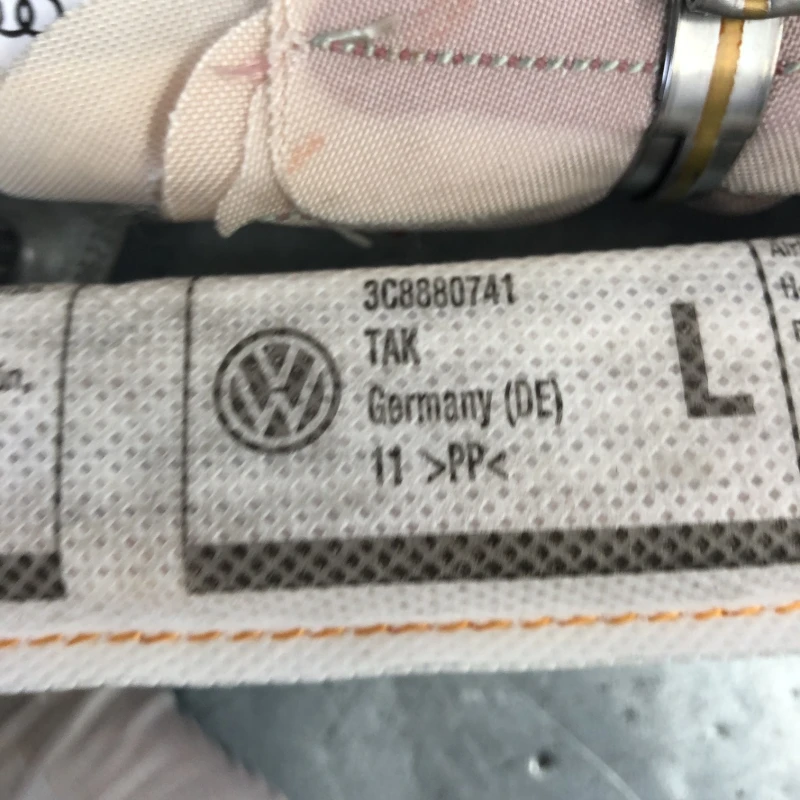 3C8880741
TAK
Germany (DE)
11 >PP<
L